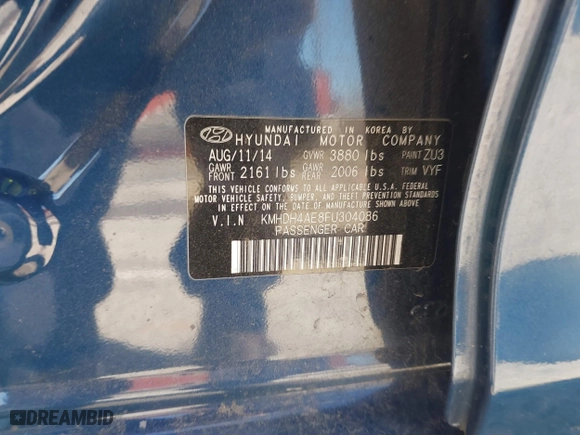 MANUFACTURED IN KOREA BY
HYUNDAI MOTOR COMPANY
AUG/11/14 GVWR 3880 lbs PAINT ZU3
GAWR FRONT 2161 lbs GAWR REAR 2006 lbs TRIM VYF
THIS VEHICLE CONFORMS TO ALL APPLICABLE U.S.A. FEDERAL
MOTOR VEHICLE SAFETY, BUMPER, AND THEFT PREVENTION STANDARDS
IN EFFECT ON THE DATE OF MANUFACTURE SHOWN ABOVE.
V.I.N KMHDH4AE8FU304086
PASSENGER CAR
DREAMBID